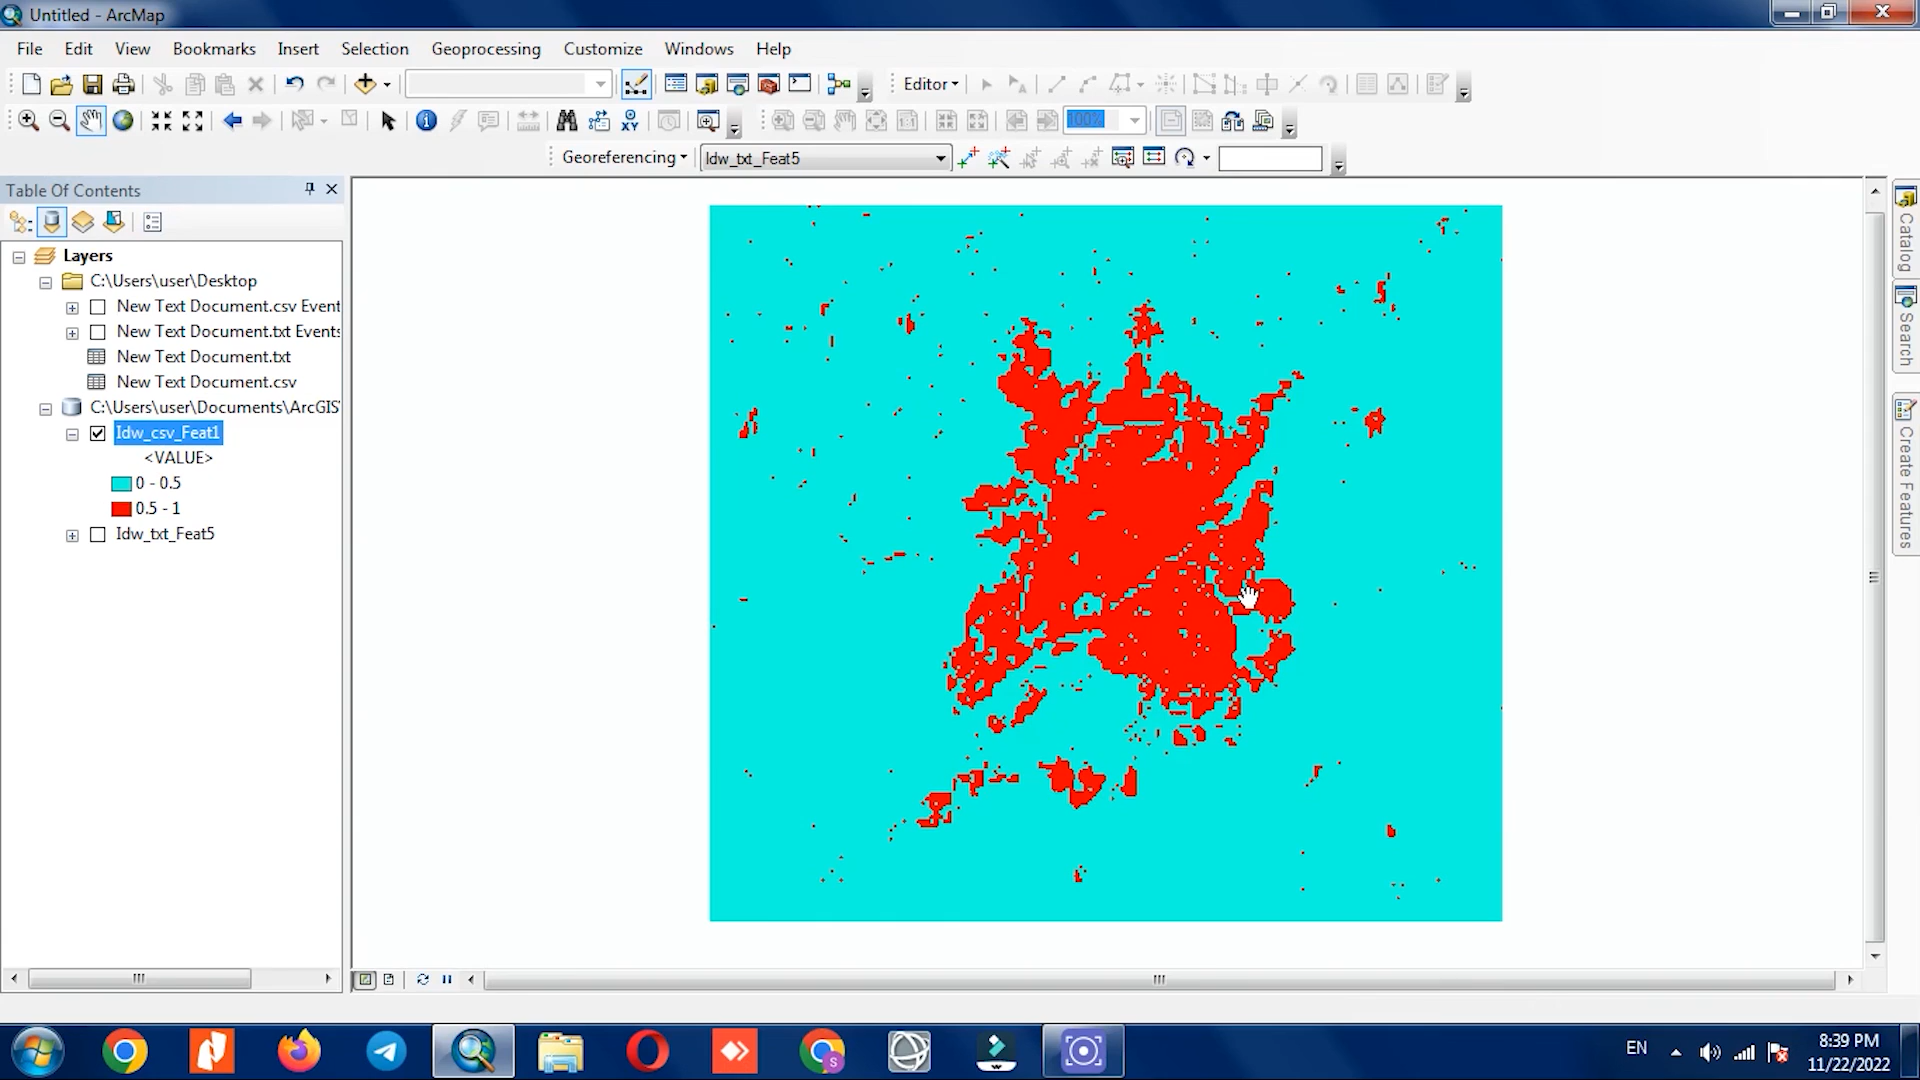 Untitled - ArcMap
File Edit View Bookmarks Insert Selection Geoprocessing Customize Windows Help
Editor
XY
100%
Georeferencing
Idw_txt_Feat5
Table Of Contents
Layers
C:\Users\user\Desktop
New Text Document.csv Event
New Text Document.txt Events
New Text Document.txt
New Text Document.csv
C:\Users\user\Documents\ArcGIS
Idw_csv_Feat1
<VALUE>
0 - 0.5
0.5 - 1
Idw_txt_Feat5
Catalog
Search
Create Features
S
EN
8:39 PM
11/22/2022